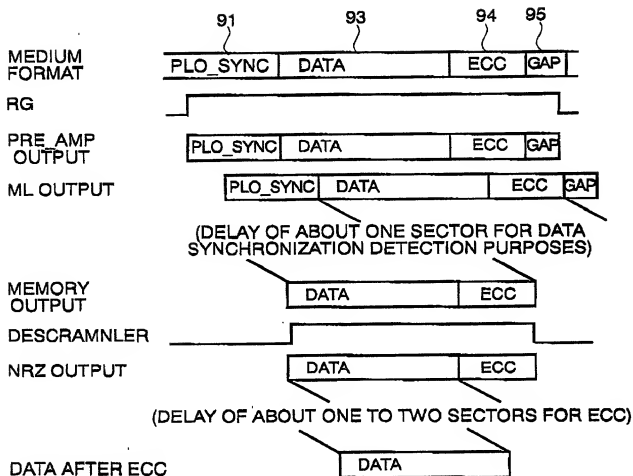 91 93 94 95
MEDIUM FORMAT PLO_SYNC DATA ECC GAP
RG
PRE_AMP OUTPUT PLO_SYNC DATA ECC GAP
ML OUTPUT PLO_SYNC DATA ECC GAP
(DELAY OF ABOUT ONE SECTOR FOR DATA
SYNCHRONIZATION DETECTION PURPOSES)
MEMORY OUTPUT DATA ECC
DESCRAMNLER
NRZ OUTPUT DATA ECC
(DELAY OF ABOUT ONE TO TWO SECTORS FOR ECC)
DATA AFTER ECC DATA